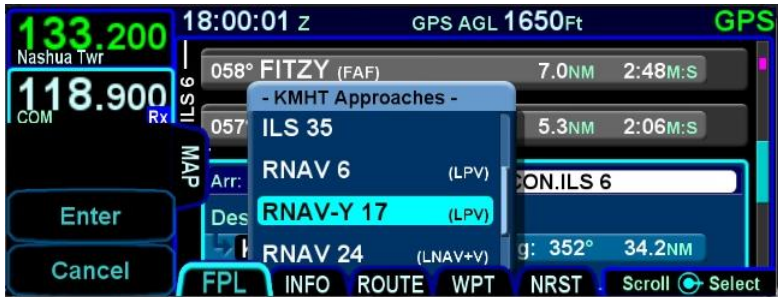 133.200
Nashua Twr
118.900
COM Rx
Enter
Cancel
18:00:01 Z GPS AGL 1650Ft GPS
ILS 6
MAP
058° FITZY (FAF) 7.0NM 2:48M:S
057° 5.3NM 2:06M:S
- KMHT Approaches -
ILS 35
RNAV 6 (LPV)
RNAV-Y 17 (LPV)
RNAV 24 (LNAV+V)
Arr: CON.ILS 6
Des
g: 352° 34.2NM
FPL INFO ROUTE WPT NRST Scroll Select